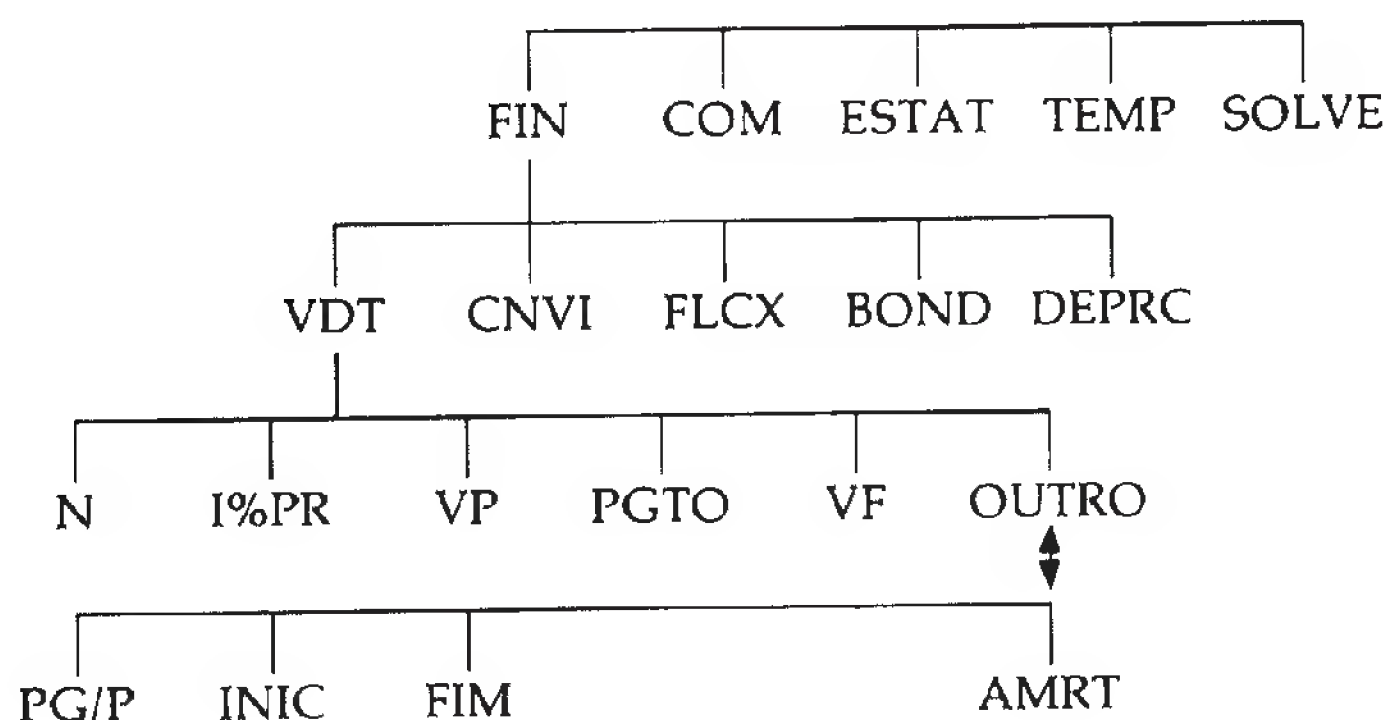 FIN COM ESTAT TEMP SOLVE
VDT CNVI FLCX BOND DEPRC
N I%PR VP PGTO VF OUTRO
PG/P INIC FIM AMRT